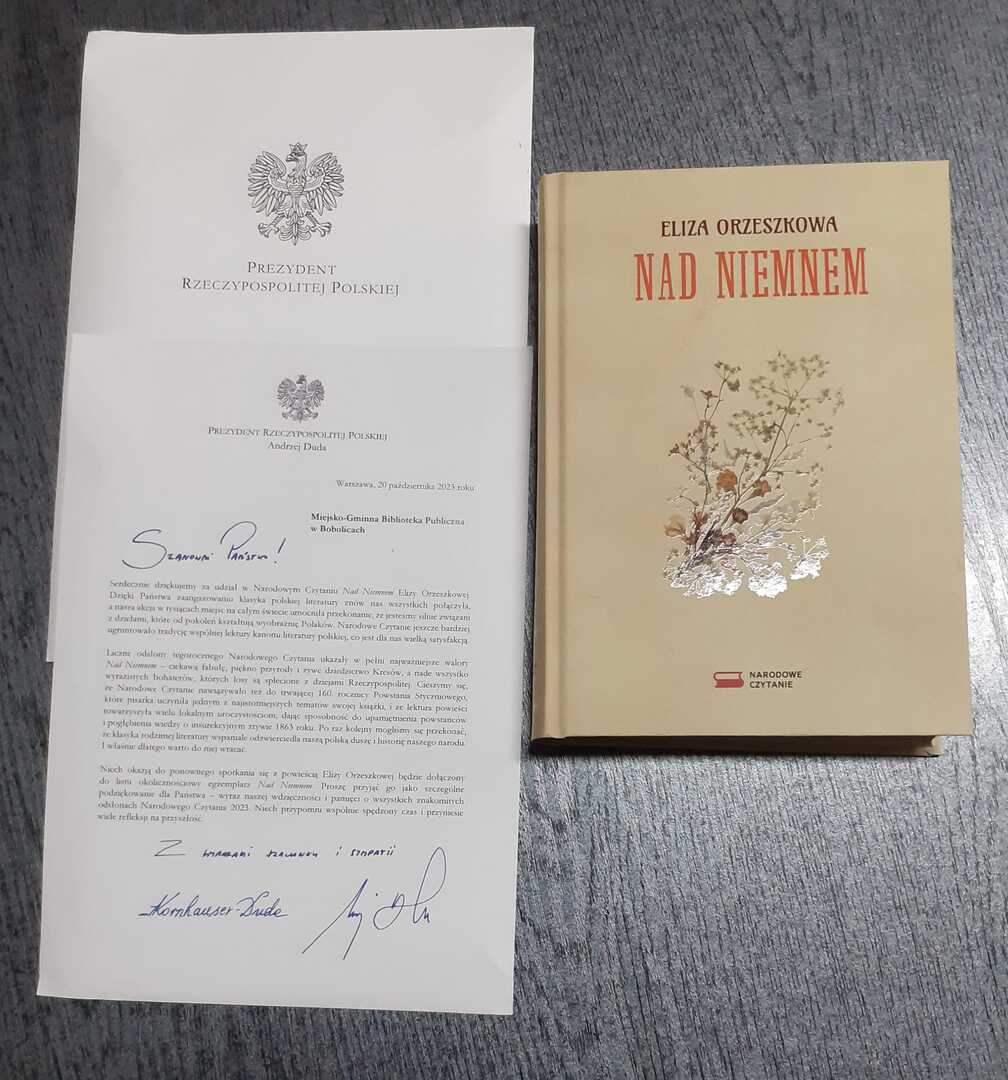 PREZYDENT
RZECZYPOSPOLITEJ POLSKIEJ
PREZYDENT RZECZYPOSPOLITEJ POLSKIEJ
Andrzej Duda
Warszawa, 20 października 2023 roku
Miejsko-Gminna Biblioteka Publiczna
w Bobolicach
Szanowni Państwo!
Serdecznie dziękujemy za udział w Narodowym Czytaniu Nad Niemnem Elizy Orzeszkowej
Dzięki Państwa zaangażowaniu klasyka polskiej literatury znów nas wszystkich połączyła,
a nasza akcja w tysiącach miejsc na całym świecie umocniła przekonanie, że jesteśmy silnie związani
z dziełami, które od pokoleń kształtują wyobraźnię Polaków. Narodowe Czytanie jeszcze bardziej
ugruntowało tradycję wspólnej lektury kanonu literatury polskiej, co jest dla nas wielką satysfakcją.
Liczne odsłony tegorocznego Narodowego Czytania ukazały w pełni najważniejsze walory
Nad Niemnem – ciekawą fabułę, piękno przyrody i żywe dziedzictwo Kresów, a nade wszystko
wyrazistych bohaterów, których losy są splecione z dziejami Rzeczypospolitej. Cieszymy się,
że Narodowe Czytanie nawiązywało też do trwającej 160. rocznicy Powstania Styczniowego,
które pisarka uczyniła jednym z najistotniejszych tematów swojej książki, i że lektura powieści
towarzyszyła wielu lokalnym uroczystościom, dając sposobność do upamiętnienia powstańców
i pogłębienia wiedzy o insurekcyjnym zrywie 1863 roku. Po raz kolejny mogliśmy się przekonać,
że klasyka rodzimej literatury wspaniale odzwierciedla naszą polską duszę i historię naszego narodu.
I właśnie dlatego warto do niej wracać.
Niech okazją do ponownego spotkania się z powieścią Elizy Orzeszkowej będzie dołączony
do listu okolicznościowy egzemplarz Nad Niemnem. Proszę przyjąć go jako szczególne
podziękowanie dla Państwa – wyraz naszej wdzięczności i pamięci o wszystkich znakomitych
odsłonach Narodowego Czytania 2023. Niech przypomni wspólnie spędzony czas i przyniesie
wiele refleksji na przyszłość.
Z wyrazami szacunku i sympatii
Kornhauser-Duda
ELIZA ORZESZKOWA
NAD NIEMNEM
NARODOWE
CZYTANIE